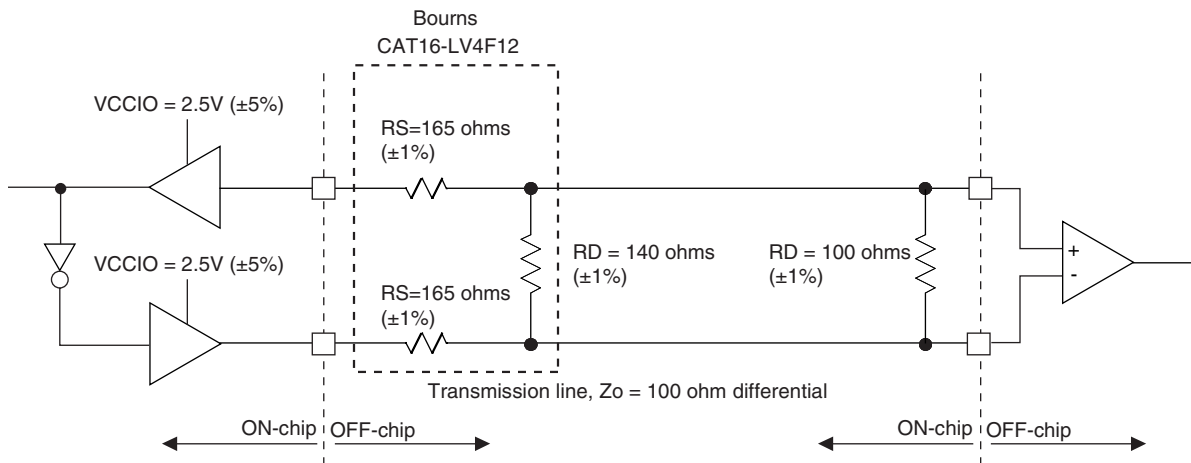 Bourns
CAT16-LV4F12
VCCIO = 2.5V (±5%)
RS=165 ohms
(±1%)
VCCIO = 2.5V (±5%)
RS=165 ohms
(±1%)
RD = 140 ohms
(±1%)
RD = 100 ohms
(±1%)
+
-
Transmission line, Zo = 100 ohm differential
ON-chip OFF-chip
ON-chip OFF-chip